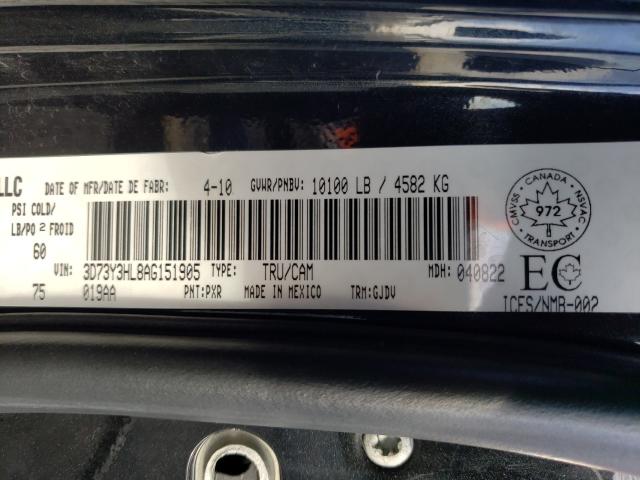 LLC DATE OF MFR/DATE DE FABR: 4-10 GVWR/PNBV: 10100 LB / 4582 KG
PSI COLD/
LB/PO 2 FROID
60
VIN: 3D73Y3HL8AG151905 TYPE: TRU/CAM MDH: 040822
75 019AA PNT: PXR MADE IN MEXICO TRM: GJDV
CMVSS CANADA NSVAC
972
EC
ICES/NMB-002